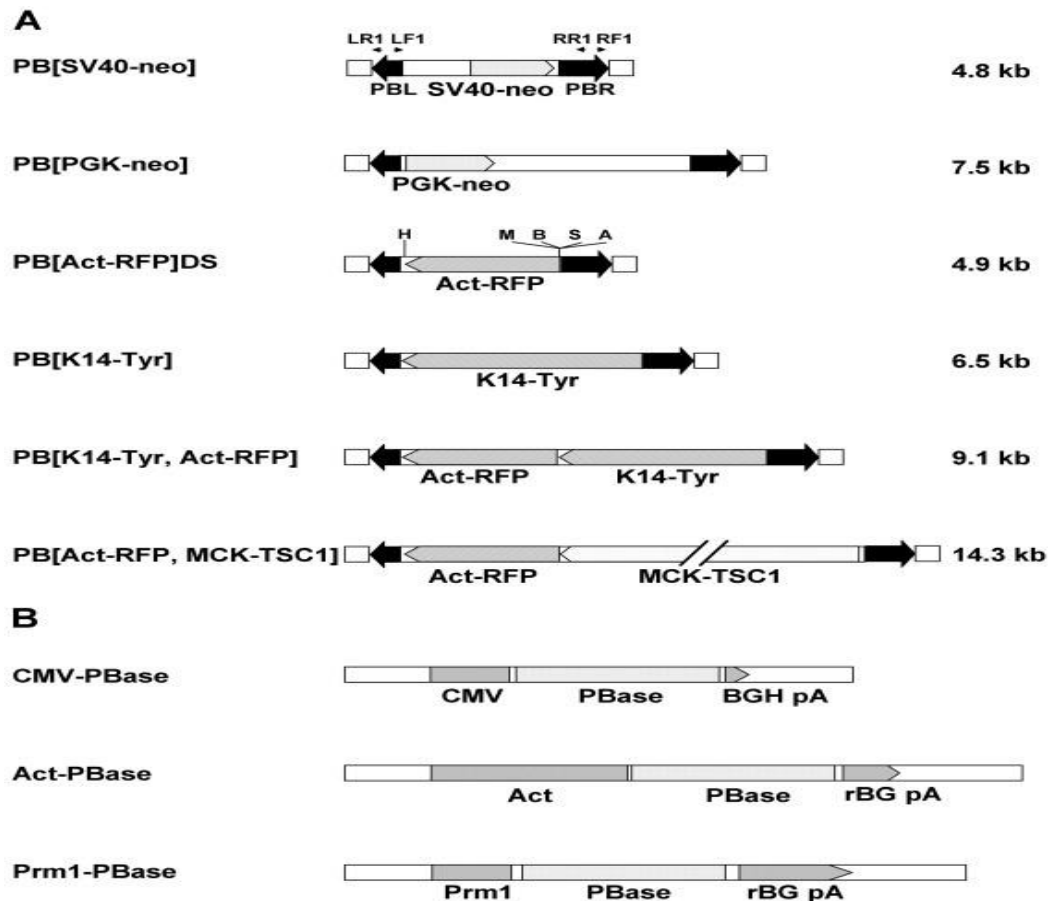 A
LR1 LF1 RR1 RF1
PB[SV40-neo] 4.8 kb
PBL SV40-neo PBR
PB[PGK-neo] 7.5 kb
PGK-neo
H M B S A
PB[Act-RFP]DS 4.9 kb
Act-RFP
PB[K14-Tyr] 6.5 kb
K14-Tyr
PB[K14-Tyr, Act-RFP] 9.1 kb
Act-RFP K14-Tyr
PB[Act-RFP, MCK-TSC1] 14.3 kb
Act-RFP MCK-TSC1
B
CMV-PBase
CMV PBase BGH pA
Act-PBase
Act PBase rBG pA
Prm1-PBase
Prm1 PBase rBG pA